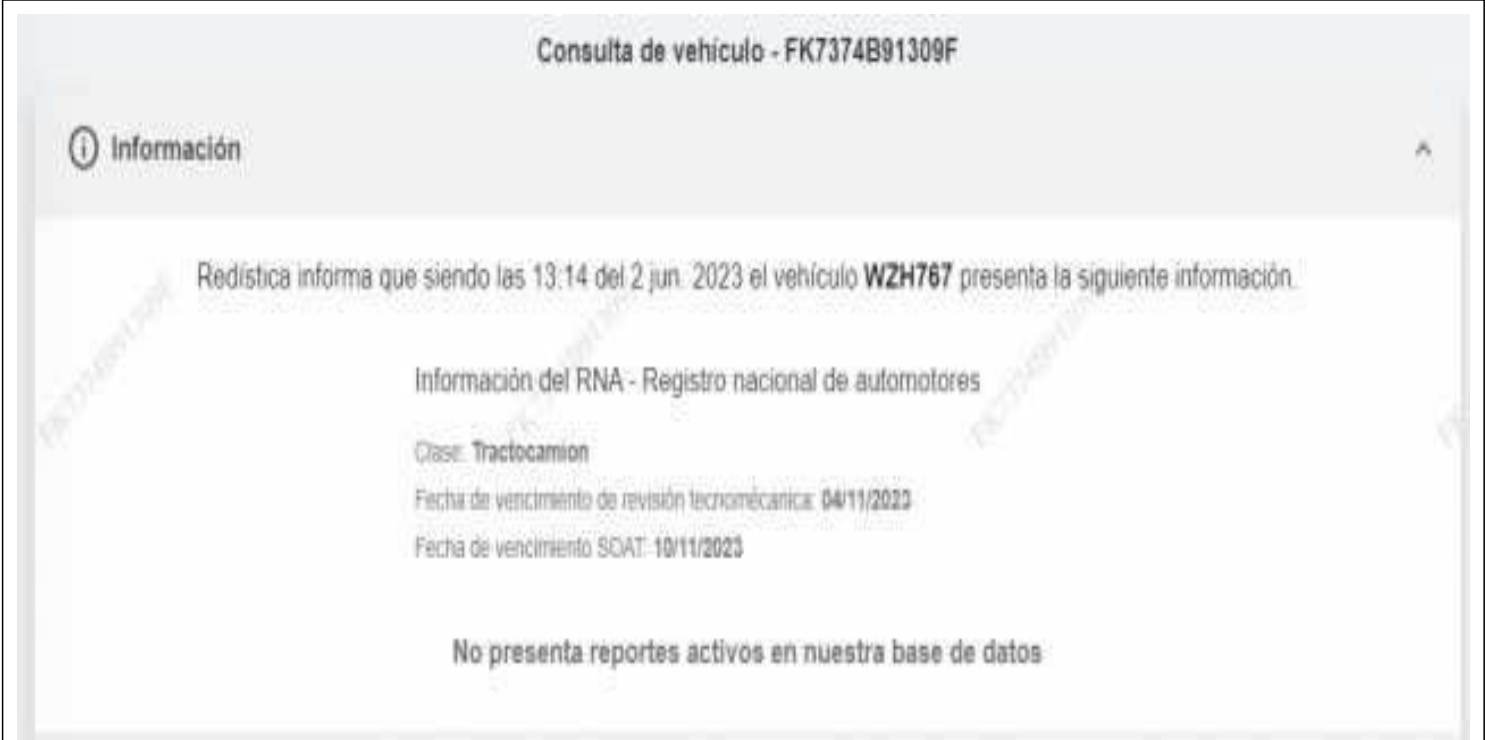 Consulta de vehículo - FK7374B91309F
Información
Redística informa que siendo las 13:14 del 2 jun. 2023 el vehículo WZH767 presenta la siguiente información.
Información del RNA - Registro nacional de automotores
Clase: Tractocamion
Fecha de vencimiento de revisión tecnomécanica: 04/11/2023
Fecha de vencimiento SOAT: 10/11/2023
No presenta reportes activos en nuestra base de datos